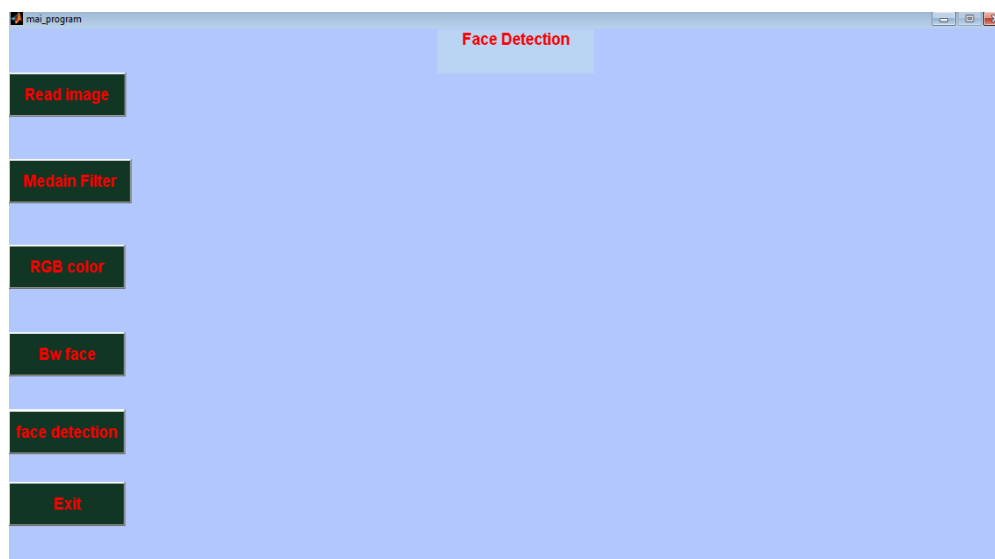 mai_program
Face Detection
Read image
Medain Filter
RGB color
Bw face
face detection
Exit